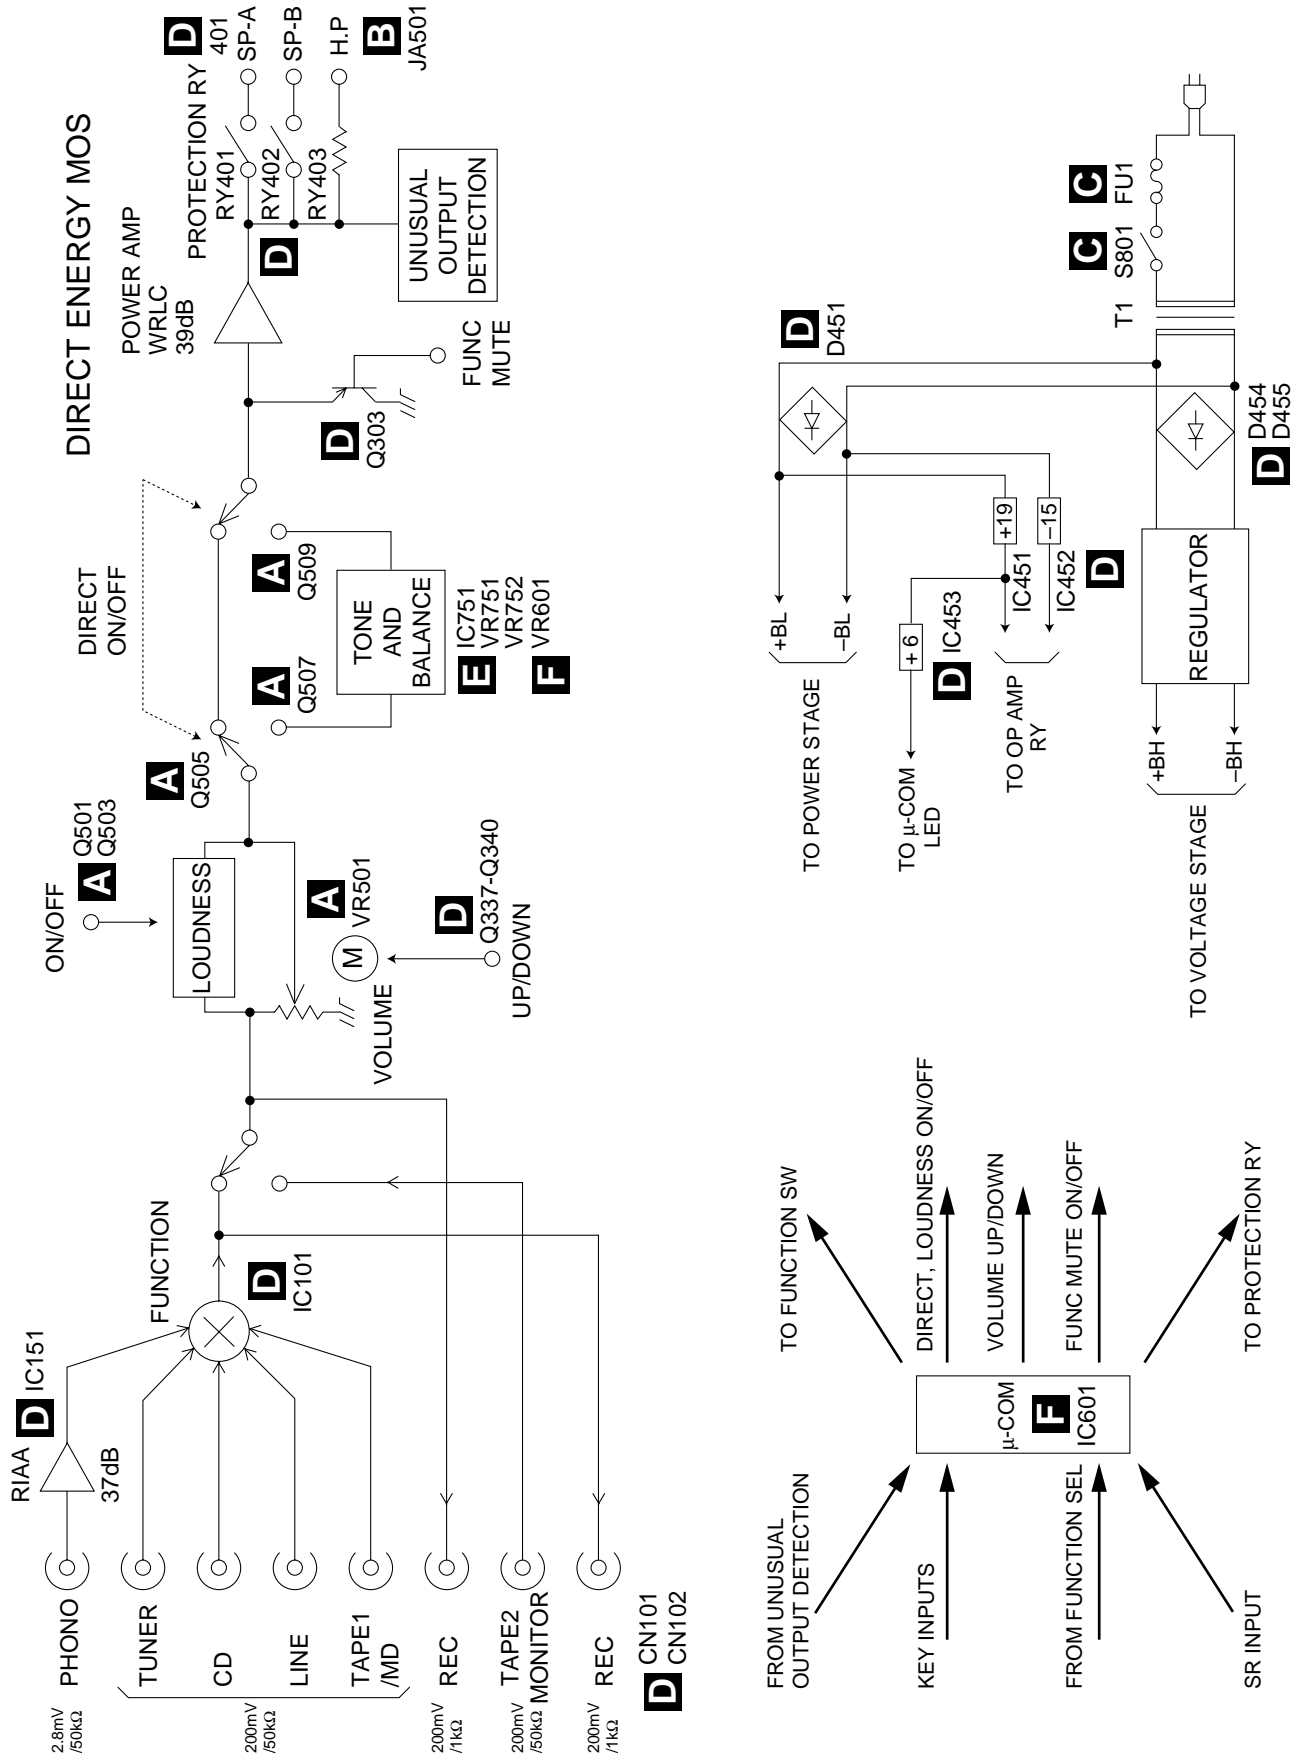 DIRECT ENERGY MOS
2.8mV
/50kΩ
PHONO
RIAA
37dB
D IC151
200mV
/50kΩ
TUNER
CD
LINE
TAPE1
/MD
200mV
/1kΩ
REC
200mV
/50kΩ
TAPE2
MONITOR
200mV
/1kΩ
REC
D CN101
CN102
FUNCTION
D
IC101
ON/OFF
A Q501
Q503
LOUDNESS
VOLUME
M
A
VR501
D
Q337-Q340
UP/DOWN
A
Q505
DIRECT
ON/OFF
A
Q507
A
Q509
TONE
AND
BALANCE
E IC751
VR751
VR752
F VR601
D
Q303
FUNC
MUTE
POWER AMP
WRLC
39dB
D
PROTECTION RY
D
401
RY401
SP-A
RY402
SP-B
RY403
H.P
B
JA501
UNUSUAL
OUTPUT
DETECTION
FROM UNUSUAL
OUTPUT DETECTION
KEY INPUTS
FROM FUNCTION SEL
SR INPUT
μ-COM
F
IC601
TO FUNCTION SW
DIRECT, LOUDNESS ON/OFF
VOLUME UP/DOWN
FUNC MUTE ON/OFF
TO PROTECTION RY
TO POWER STAGE
+BL
–BL
D
D451
TO μ-COM
LED
+ 6
D IC453
TO OP AMP
RY
+19
IC451
–15
IC452
D
TO VOLTAGE STAGE
+BH
–BH
REGULATOR
D D454
D455
T1
C
S801
C
FU1